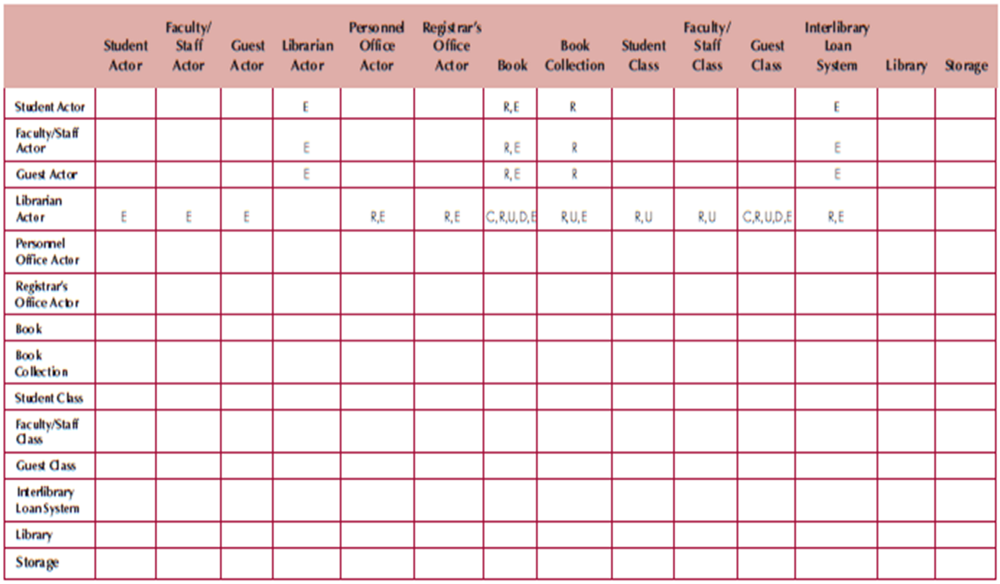 Student Actor	Faculty/ Staff Actor	Guest Actor	Librarian Actor	Personnel Office Actor	Registrar's Office Actor	Book	Book Collection	Student Class	Faculty/ Staff Class	Guest Class	Interlibrary Loan System	Library	Storage
Student Actor				E			R,E	R				E
Faculty/Staff Actor				E			R,E	R				E
Guest Actor				E			R,E	R				E
Librarian Actor	E	E	E		R,E	R,E	C,R,U,D,E	R,U,E	R,U	R,U	C,R,U,D,E	R,E
Personnel Office Actor
Registrar's Office Actor
Book
Book Collection
Student Class
Faculty/Staff Class
Guest Class
Interlibrary Loan System
Library
Storage